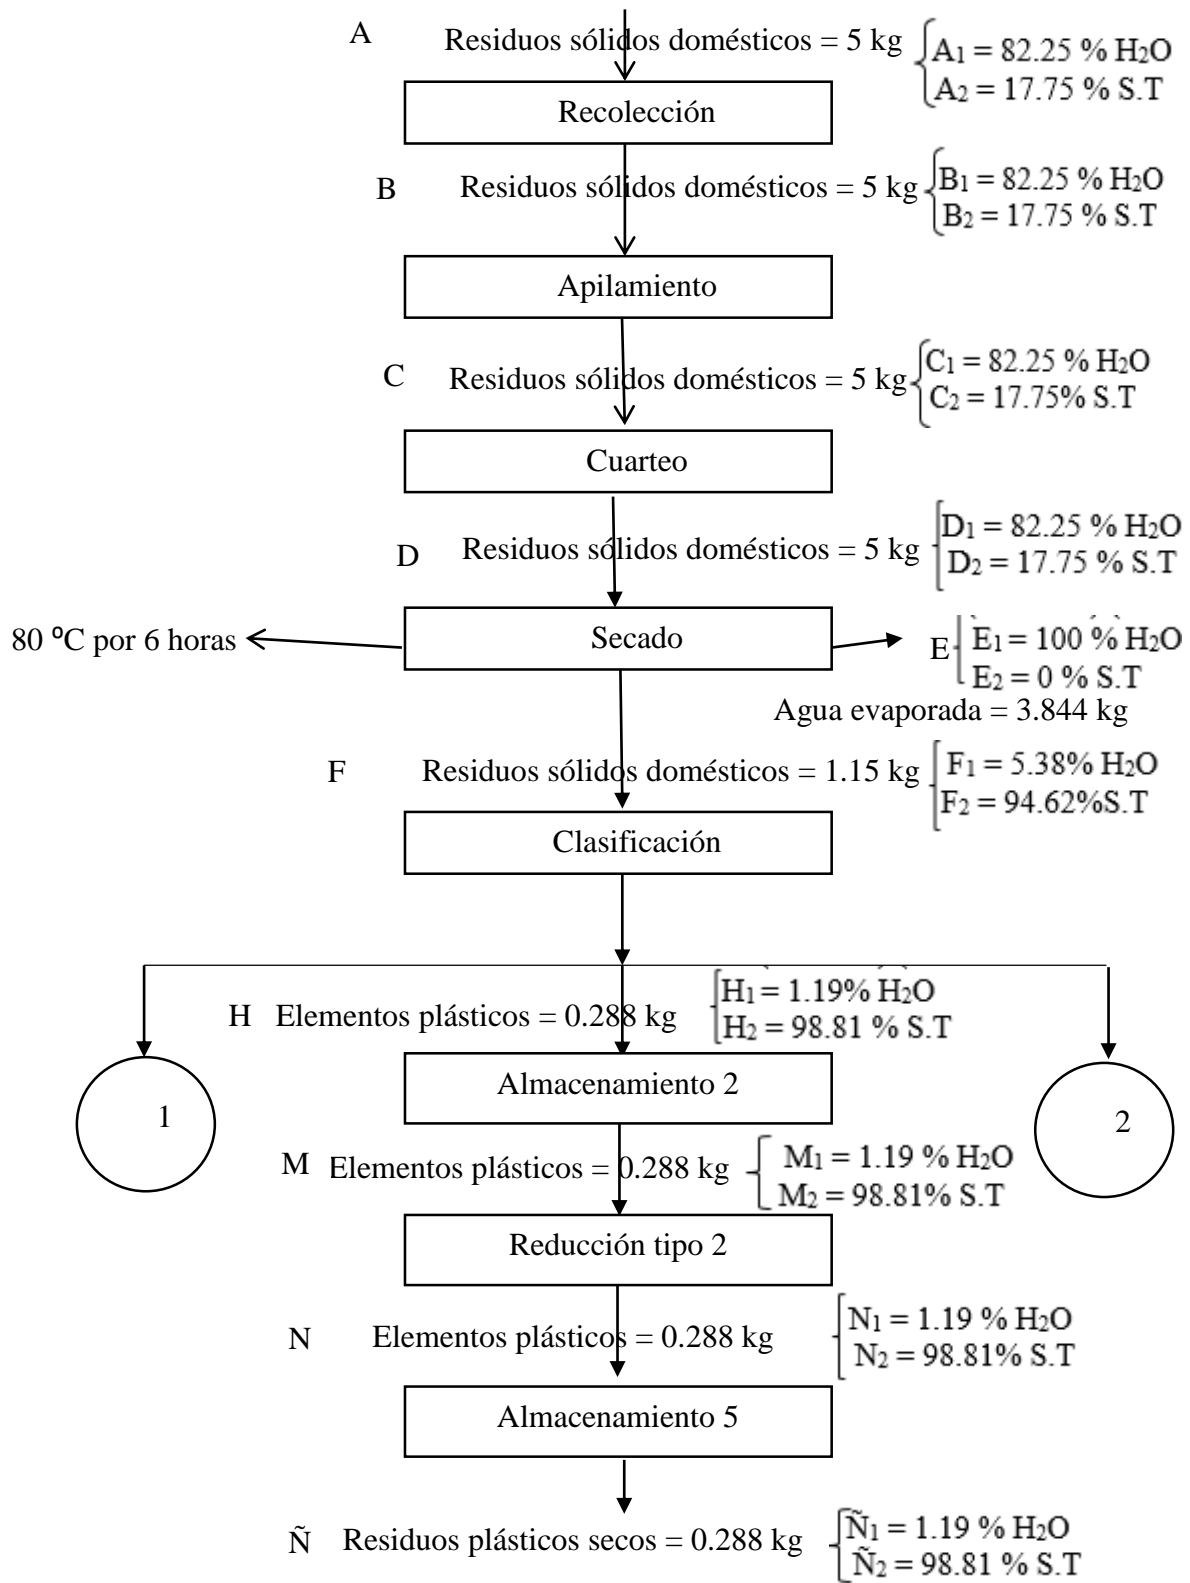 A Residuos sólidos domésticos = 5 kg A₁ = 82.25 % H₂O
A₂ = 17.75 % S.T
Recolección
B Residuos sólidos domésticos = 5 kg B₁ = 82.25 % H₂O
B₂ = 17.75 % S.T
Apilamiento
C Residuos sólidos domésticos = 5 kg C₁ = 82.25 % H₂O
C₂ = 17.75% S.T
Cuarteo
D Residuos sólidos domésticos = 5 kg D₁ = 82.25 % H₂O
D₂ = 17.75 % S.T
80 ºC por 6 horas Secado E E₁ = 100 % H₂O
E₂ = 0 % S.T
Agua evaporada = 3.844 kg
F Residuos sólidos domésticos = 1.15 kg F₁ = 5.38% H₂O
F₂ = 94.62%S.T
Clasificación
H Elementos plásticos = 0.288 kg H₁ = 1.19% H₂O
H₂ = 98.81 % S.T
Almacenamiento 2
1 2
M Elementos plásticos = 0.288 kg M₁ = 1.19 % H₂O
M₂ = 98.81% S.T
Reducción tipo 2
N Elementos plásticos = 0.288 kg N₁ = 1.19 % H₂O
N₂ = 98.81% S.T
Almacenamiento 5
Ñ Residuos plásticos secos = 0.288 kg Ñ₁ = 1.19 % H₂O
Ñ₂ = 98.81 % S.T